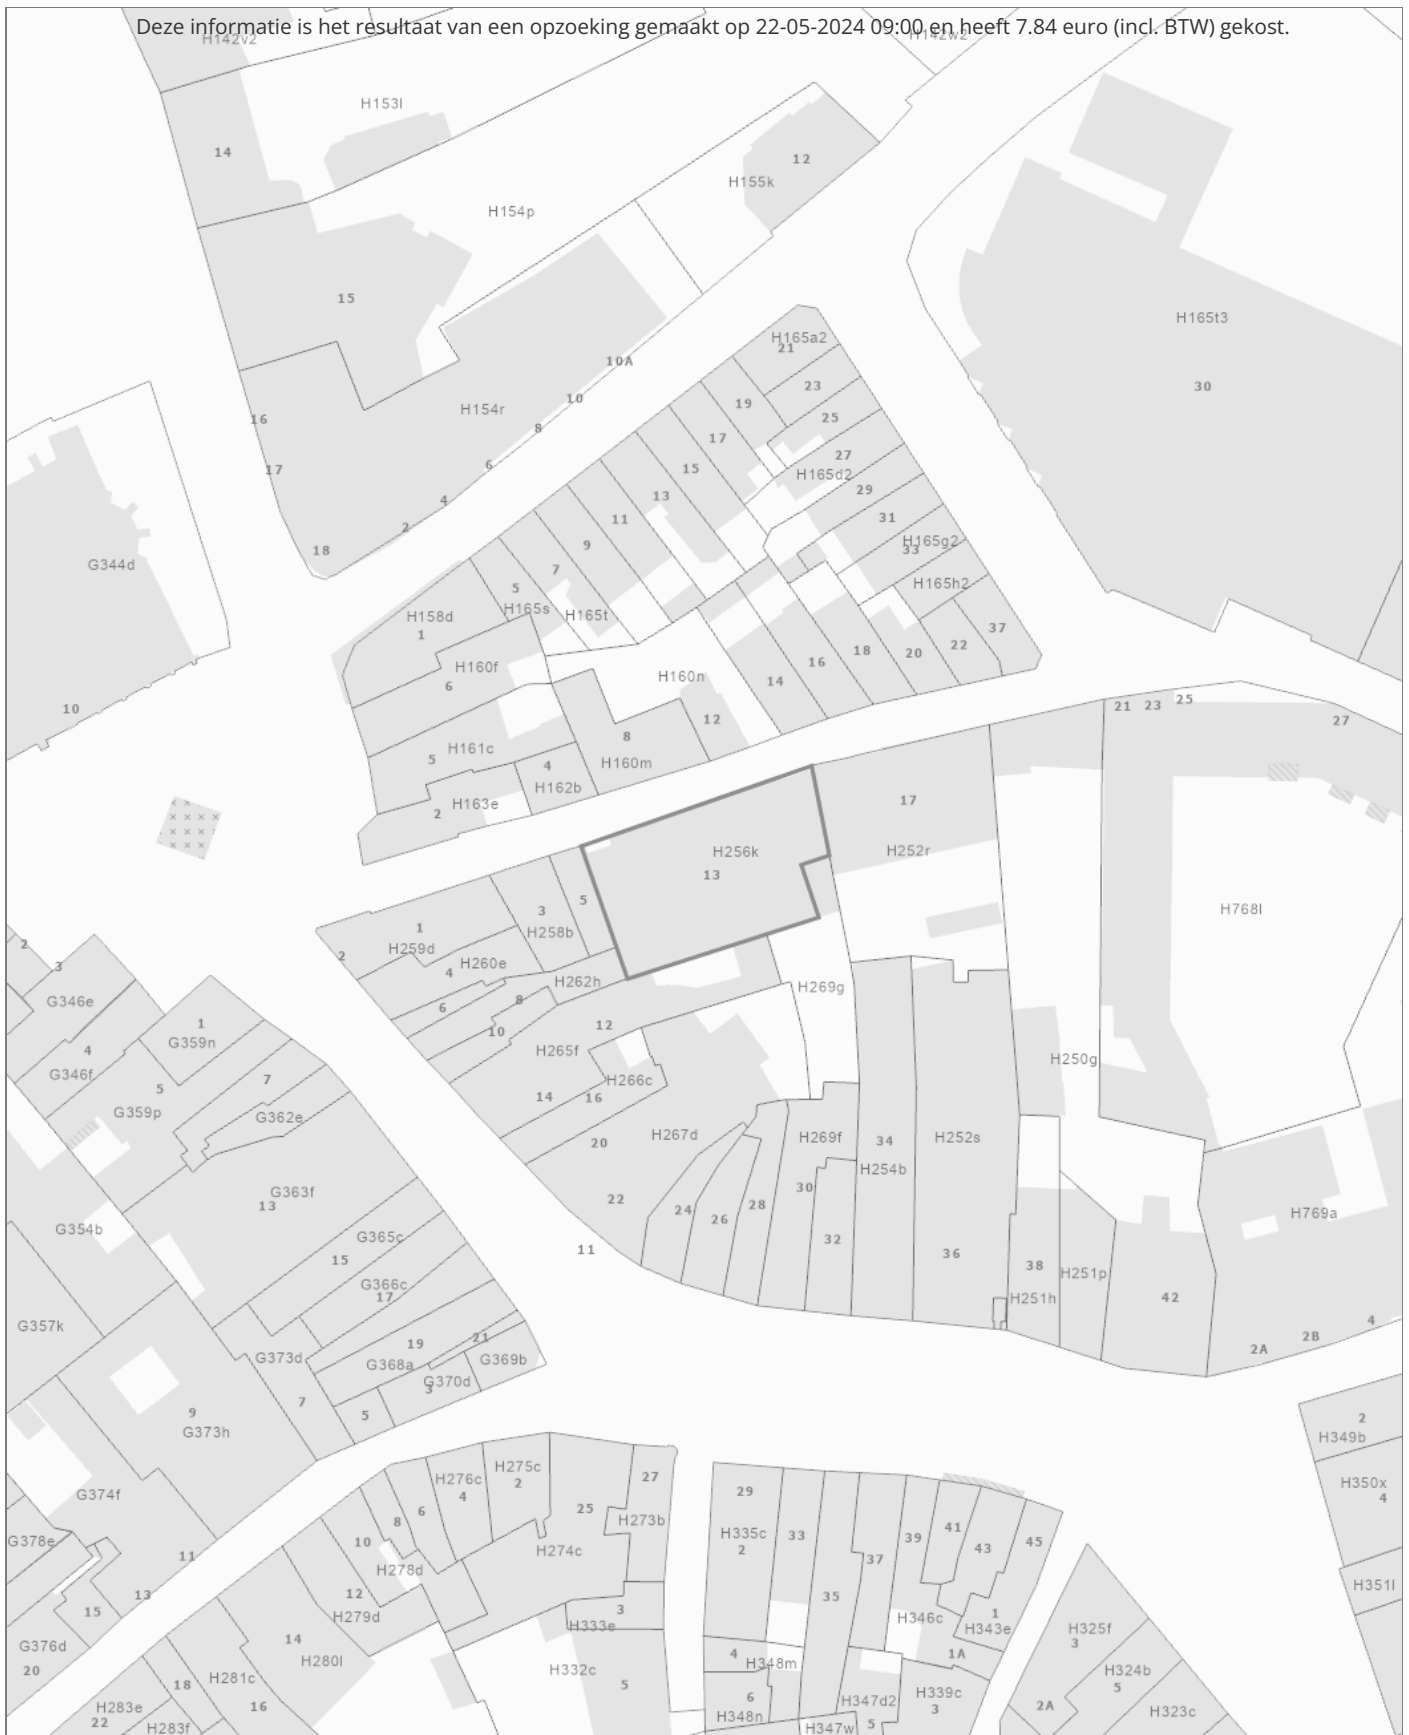 Deze informatie is het resultaat van een opzoeking gemaakt op 22-05-2024 09:00 en heeft 7.84 euro (incl. BTW) gekost.
H142v2
H142w2
H153l
14
12
H155k
H154p
15
H165t3
H165a2
21
10A
30
23
10
H154r
19
16
25
8
17
27
6
15
17
H165d2
29
13
4
31
11
2
H165g2
33
18
9
G344d
7
H165h2
5
H165s
H165t
H158d
1
37
22
18
20
16
H160f
H160n
14
6
10
21
23
25
12
27
8
5
H161c
H160m
4
H162b
17
H163e
2
H256k
H252r
13
5
H768l
3
1
H258b
2
H259d
2
H260e
3
4
H262h
H269g
G346e
8
6
1
12
10
G359n
4
H265f
H250g
G346f
7
H266c
5
14
16
G359p
G362e
H267d
20
H269f
34
H252s
H254b
G363f
30
22
13
28
24
H769a
26
G354b
G365c
32
11
36
15
38
H251p
G366c
17
H251h
42
4
G357k
2B
19
21
2A
G373d
G368a
G369b
G370d
3
7
9
5
2
G373h
H349b
H275c
27
H276c
2
29
H350x
4
G374f
4
25
6
8
H273b
41
33
H335c
39
45
2
G378e
10
43
H274c
37
11
H278d
H351l
12
13
35
15
3
1
H279d
H346c
H333e
H343e
H325f
14
3
G376d
4
1A
H280l
H348m
20
H332c
H324b
H281c
5
18
5
6
H347d2
H339c
H283e
16
2A
3
H323c
22
H348n
5
H283f
H347w